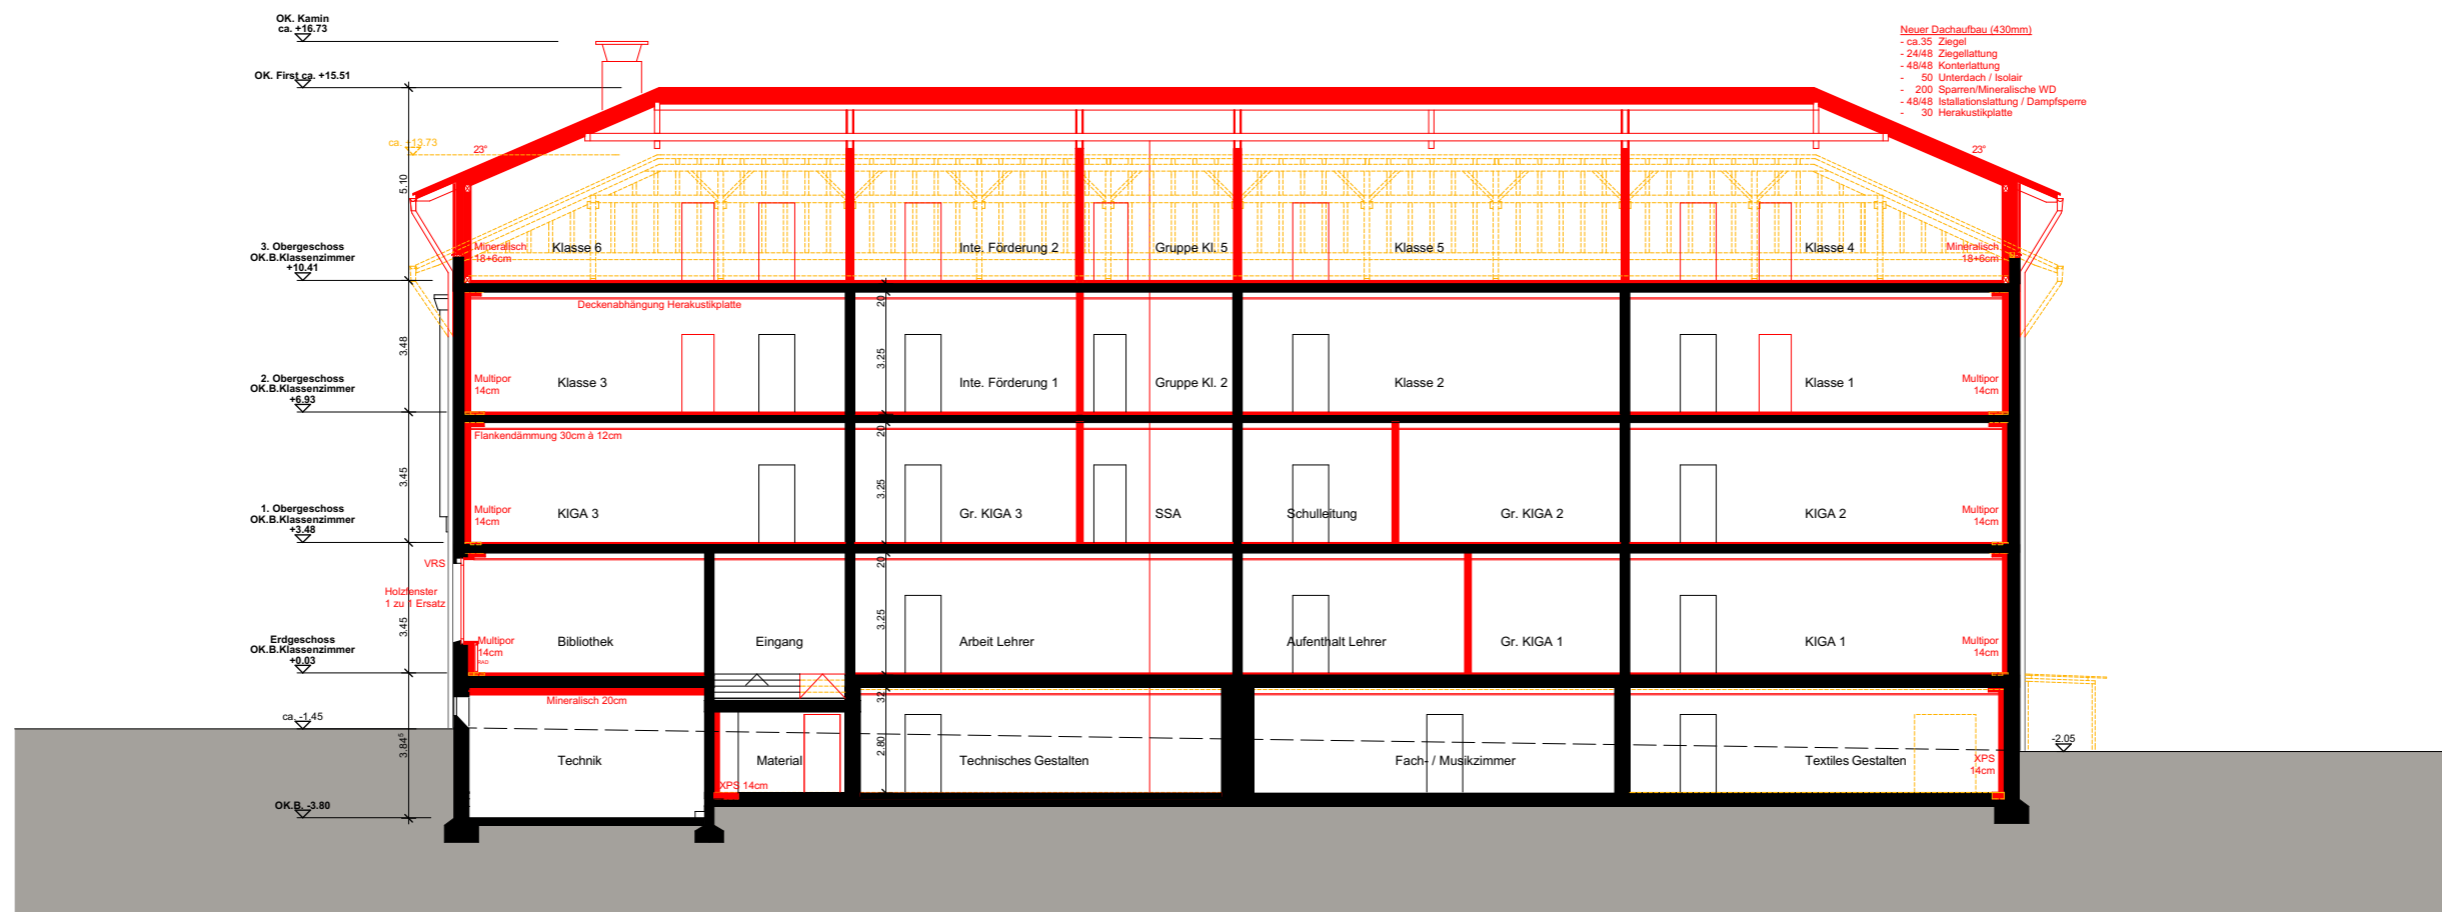 OK. Kamin
ca. +16.73
OK. First ca. +15.51
ca. +13.73
Neuer Dachaufbau (430mm)
- ca.35 Ziegel
- 24/48 Ziegellattung
- 48/48 Konterlattung
- 50 Unterdach / Isolair
- 200 Sparren/Mineralische WD
- 48/48 Istallationslattung / Dampfsperre
- 30 Herakustikplatte
23°
23°
5.10
3. Obergeschoss
OK.B.Klassenzimmer
+10.41
Mineralisch
18+6cm
Klasse 6
Inte. Förderung 2
Gruppe Kl. 5
Klasse 5
Klasse 4
Mineralisch
18+6cm
Deckenabhängung Herakustikplatte
20
3.48
3.25
2. Obergeschoss
OK.B.Klassenzimmer
+6.93
Multipor
14cm
Klasse 3
Inte. Förderung 1
Gruppe Kl. 2
Klasse 2
Klasse 1
Multipor
14cm
Flankendämmung 30cm à 12cm
20
3.45
3.25
1. Obergeschoss
OK.B.Klassenzimmer
+3.48
Multipor
14cm
KIGA 3
Gr. KIGA 3
SSA
Schulleitung
Gr. KIGA 2
KIGA 2
Multipor
14cm
VRS
20
Holzfenster
1 zu 1 Ersatz
3.45
3.25
Erdgeschoss
OK.B.Klassenzimmer
+0.03
Multipor
14cm
RAD
Bibliothek
Eingang
Arbeit Lehrer
Aufenthalt Lehrer
Gr. KIGA 1
KIGA 1
Multipor
14cm
Mineralisch 20cm
32
ca. -1.45
-2.05
3.84⁵
2.80
Technik
Material
Technisches Gestalten
Fach- / Musikzimmer
Textiles Gestalten
XPS
14cm
XPS 14cm
OK.B. -3.80